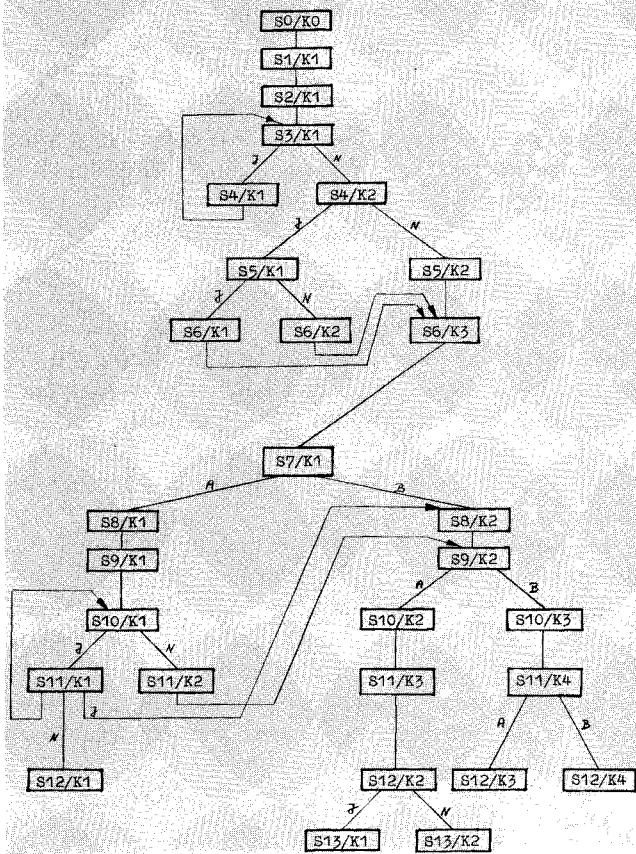 S0/K0
S1/K1
S2/K1
S3/K1
J N
S4/K1 S4/K2
J N
S5/K1 S5/K2
J N
S6/K1 S6/K2 S6/K3
S7/K1
A B
S8/K1 S8/K2
S9/K1 S9/K2
A B
S10/K1 S10/K2 S10/K3
J N
S11/K1 S11/K2 S11/K3 S11/K4
J
N A B
S12/K1 S12/K2 S12/K3 S12/K4
J N
S13/K1 S13/K2